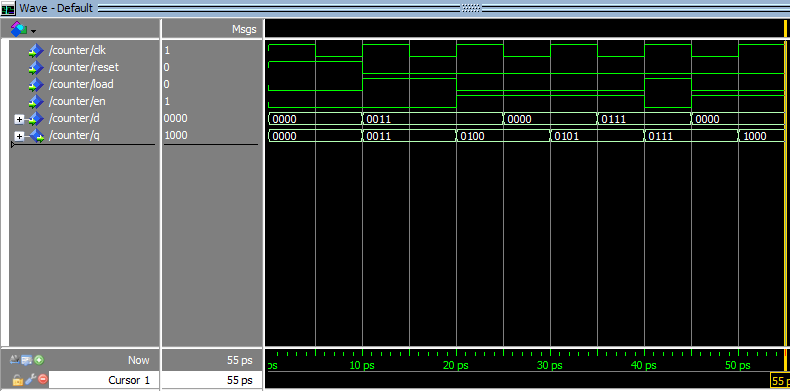 Wave - Default
Msgs
/counter/clk 1
/counter/reset 0
/counter/load 0
/counter/en 1
/counter/d 0000 0000 0011 0000 0111 0000
/counter/q 1000 0000 0011 0100 0101 0111 1000
Now 55 ps ps 10 ps 20 ps 30 ps 40 ps 50 ps
Cursor 1 55 ps 55 p